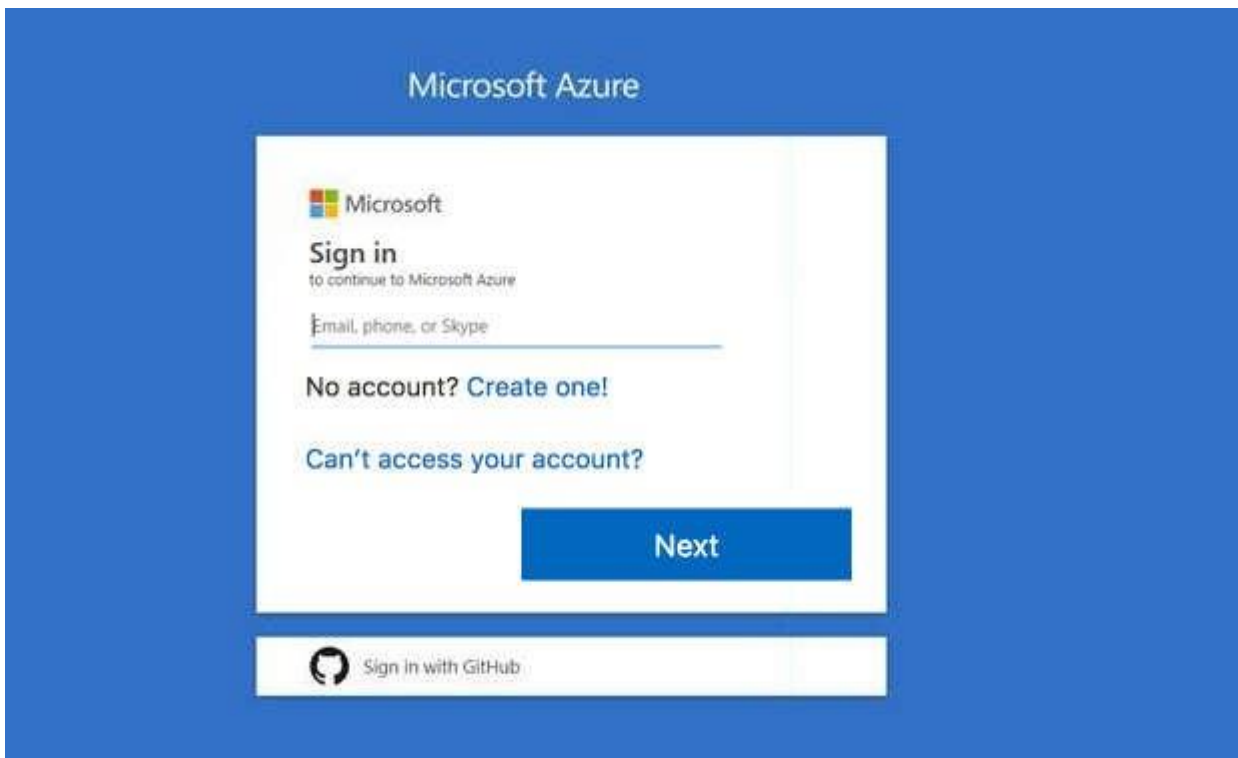 Microsoft Azure
Microsoft
Sign in
to continue to Microsoft Azure
Email, phone, or Skype
No account? Create one!
Can't access your account?
Next
Sign in with GitHub